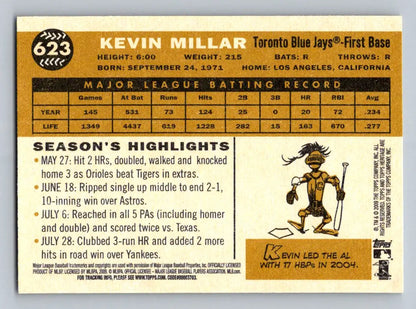 623
KEVIN MILLAR Toronto Blue Jays®-First Base
HEIGHT: 6:00 WEIGHT: 215 BATS: R THROWS: R
BORN: SEPTEMBER 24, 1971 HOME: LOS ANGELES, CALIFORNIA
MAJOR LEAGUE BATTING RECORD
Games At Bat Runs Hits 2B 3B HR RBI Avg.
YEAR 145 531 73 124 25 0 20 72 .234
LIFE 1349 4437 619 1228 282 15 163 670 .277
SEASON'S HIGHLIGHTS
• MAY 27: Hit 2 HRs, doubled, walked and knocked
home 3 as Orioles beat Tigers in extras.
• JUNE 18: Ripped single up middle to end 2-1,
10-inning win over Astros.
• JULY 6: Reached in all 5 PAs (including homer
and double) and scored twice vs. Texas.
• JULY 28: Clubbed 3-run HR and added 2 more
hits in road win over Yankees.
KEVIN LED THE AL
WITH 17 HBPs IN 2004.
Topps